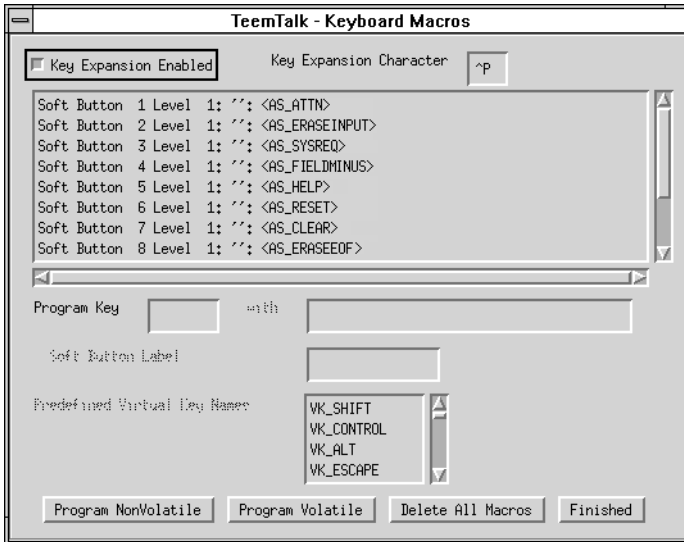 TeemTalk - Keyboard Macros
Key Expansion Enabled Key Expansion Character ^P
Soft Button 1 Level 1: '': <AS_ATTN>
Soft Button 2 Level 1: '': <AS_ERASEINPUT>
Soft Button 3 Level 1: '': <AS_SYSREQ>
Soft Button 4 Level 1: '': <AS_FIELDMINUS>
Soft Button 5 Level 1: '': <AS_HELP>
Soft Button 6 Level 1: '': <AS_RESET>
Soft Button 7 Level 1: '': <AS_CLEAR>
Soft Button 8 Level 1: '': <AS_ERASEEOF>
Program Key with
Soft Button Label
Predefined Virtual Key Names
VK_SHIFT
VK_CONTROL
VK_ALT
VK_ESCAPE
Program NonVolatile Program Volatile Delete All Macros Finished